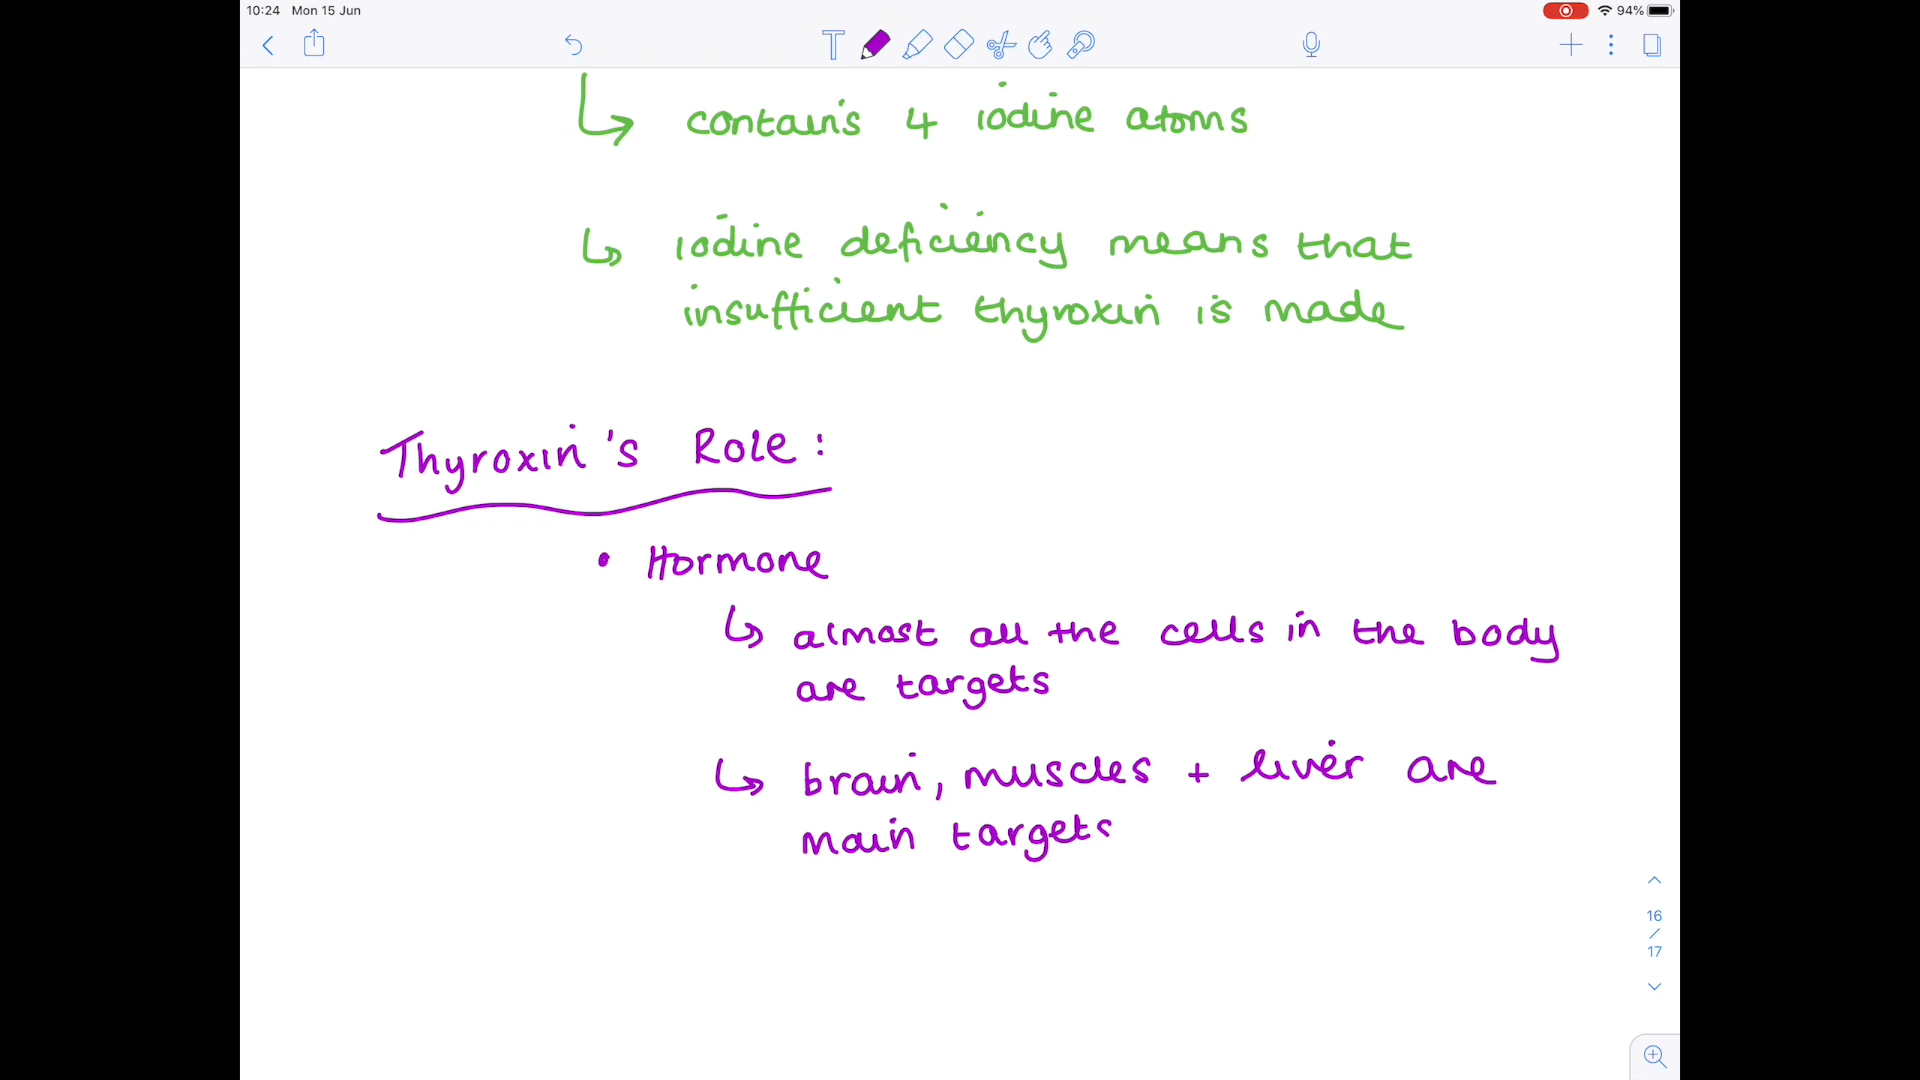 10:24 Mon 15 Jun 94%
T
↳ contains 4 iodine atoms
↳ iodine deficiency means that
insufficient thyroxin is made
Thyroxin's Role:
• Hormone
↳ almost all the cells in the body
are targets
↳ brain, muscles + liver are
main targets
16
/
17